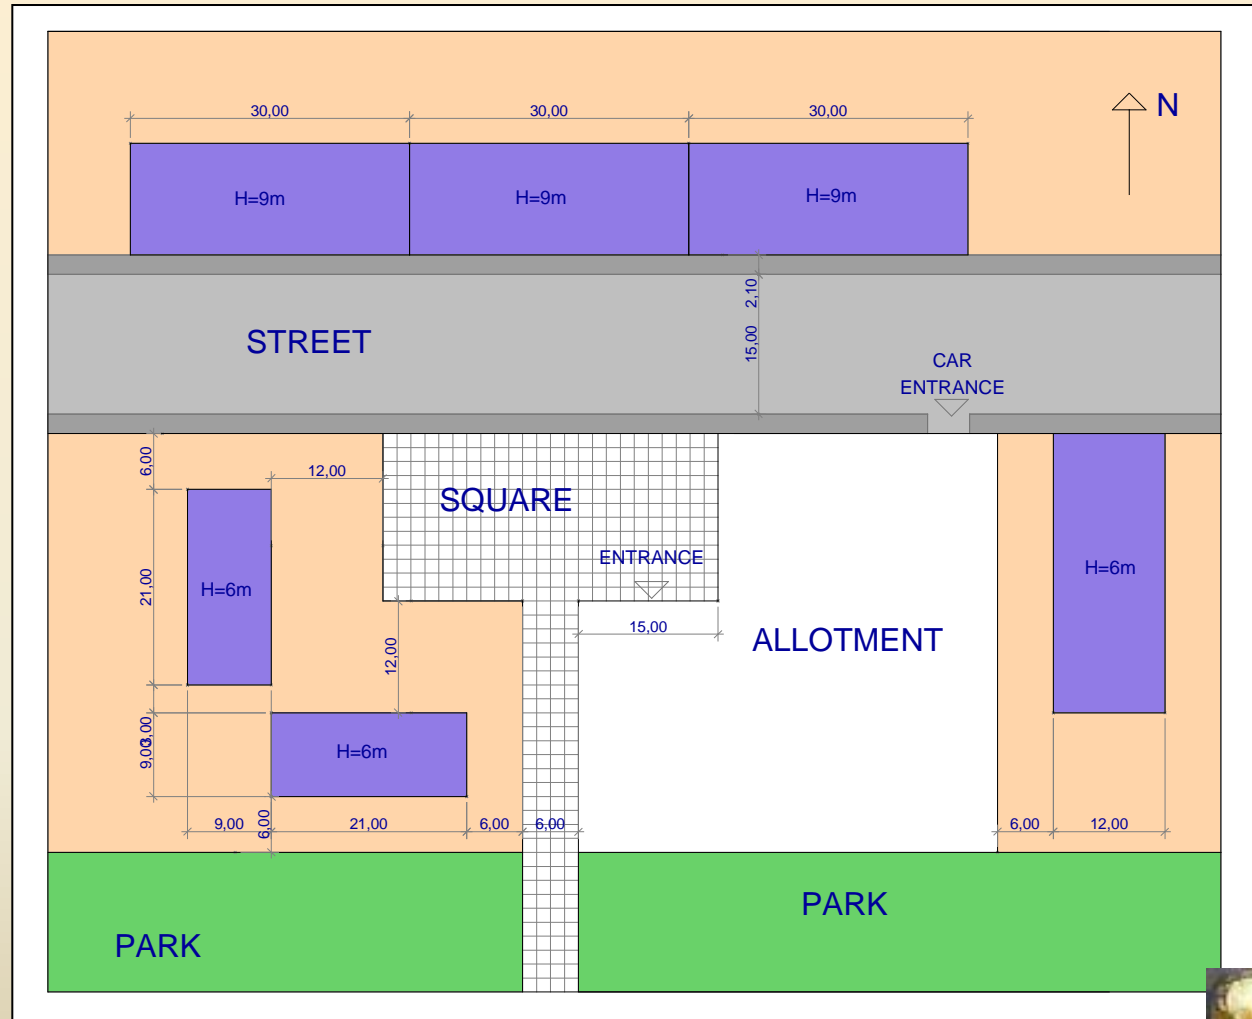 30,00
30,00
30,00
N
H=9m
H=9m
H=9m
2,10
STREET
15,00
CAR
ENTRANCE
6,00
12,00
SQUARE
ENTRANCE
21,00
H=6m
H=6m
15,00
ALLOTMENT
12,00
3,00
9,00
H=6m
9,00
6,00
21,00
6,00
6,00
6,00
12,00
PARK
PARK